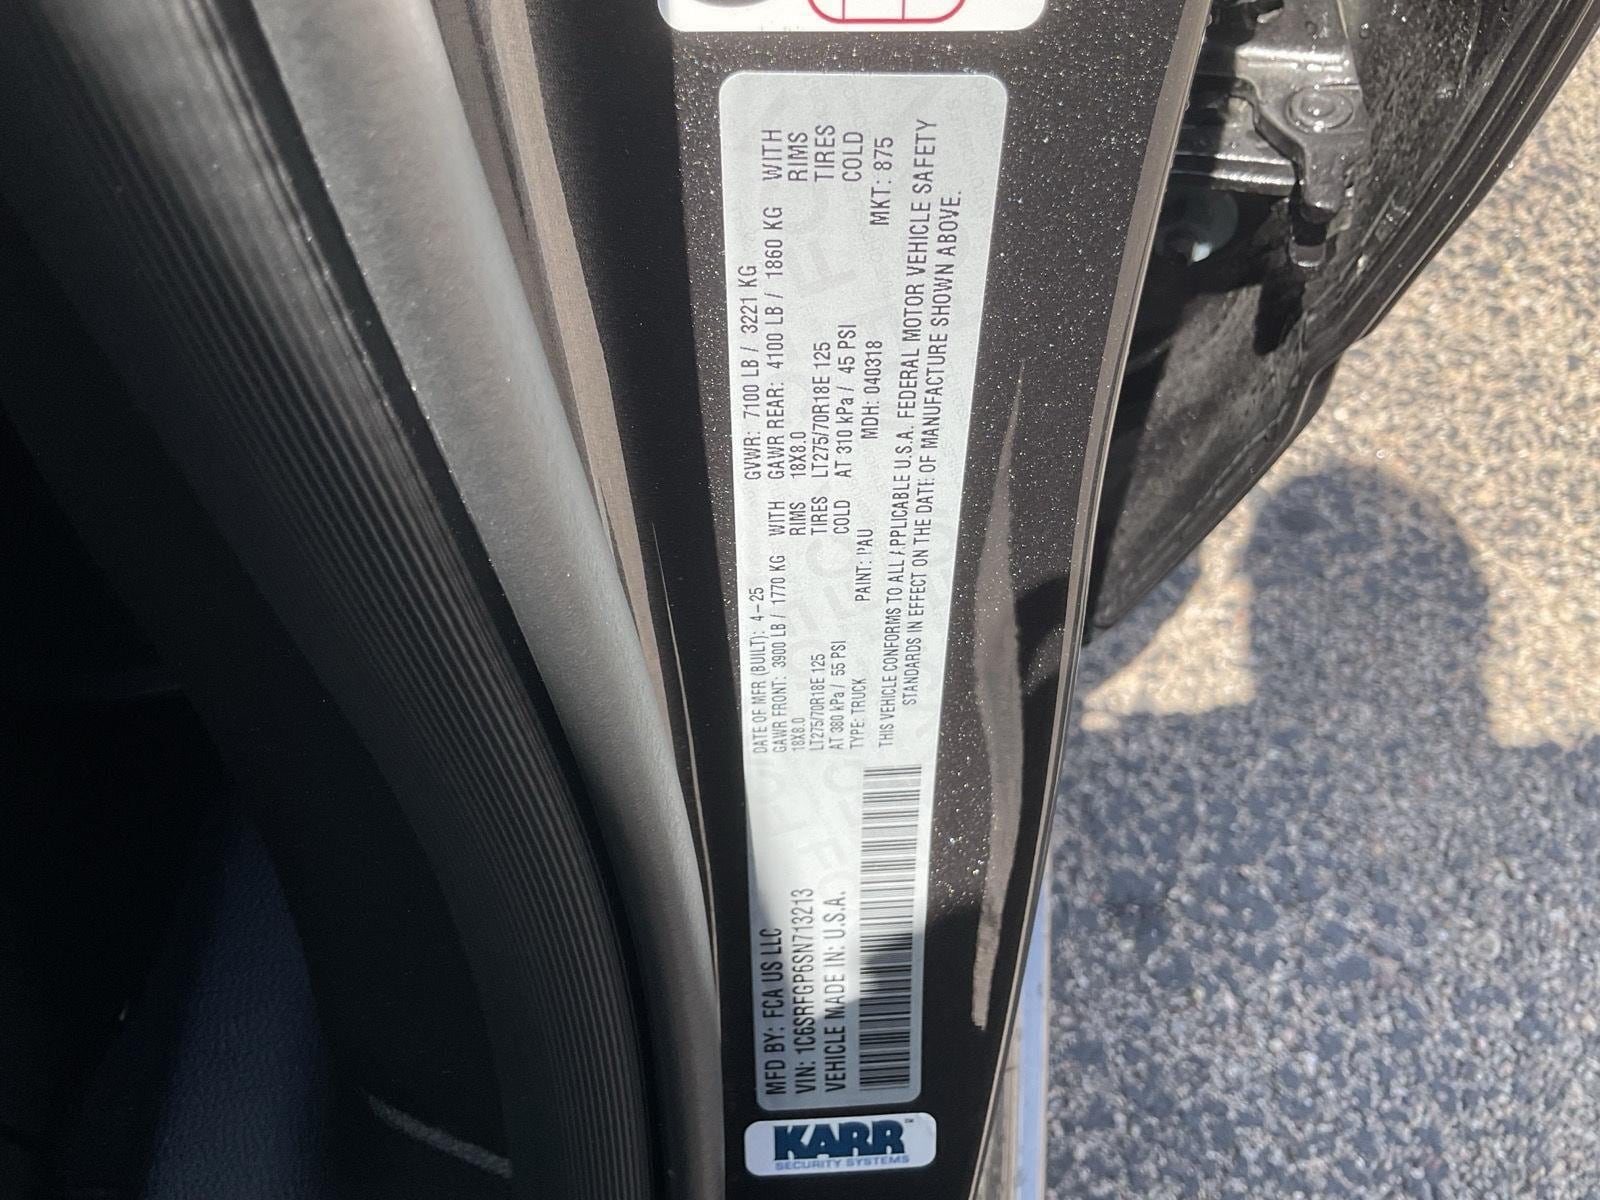 MFD BY: FCA US LLC
VIN: 1C6SRFGP6SN713213
VEHICLE MADE IN: U.S.A.
DATE OF MFR (BUILT): 4-25 GVWR: 7100 LB / 3221 KG
GAWR FRONT: 3900 LB / 1770 KG WITH GAWR REAR: 4100 LB / 1860 KG WITH
18X8.0 RIMS 18X8.0 RIMS
LT275/70R18E 125 TIRES LT275/70R18E 125 TIRES
AT 380 kPa / 55 PSI COLD AT 310 kPa / 45 PSI COLD
TYPE: TRUCK PAINT: PAU MDH: 040318 MKT: 875
THIS VEHICLE CONFORMS TO ALL APPLICABLE U.S.A. FEDERAL MOTOR VEHICLE SAFETY
STANDARDS IN EFFECT ON THE DATE OF MANUFACTURE SHOWN ABOVE.
KARR™
SECURITY SYSTEMS